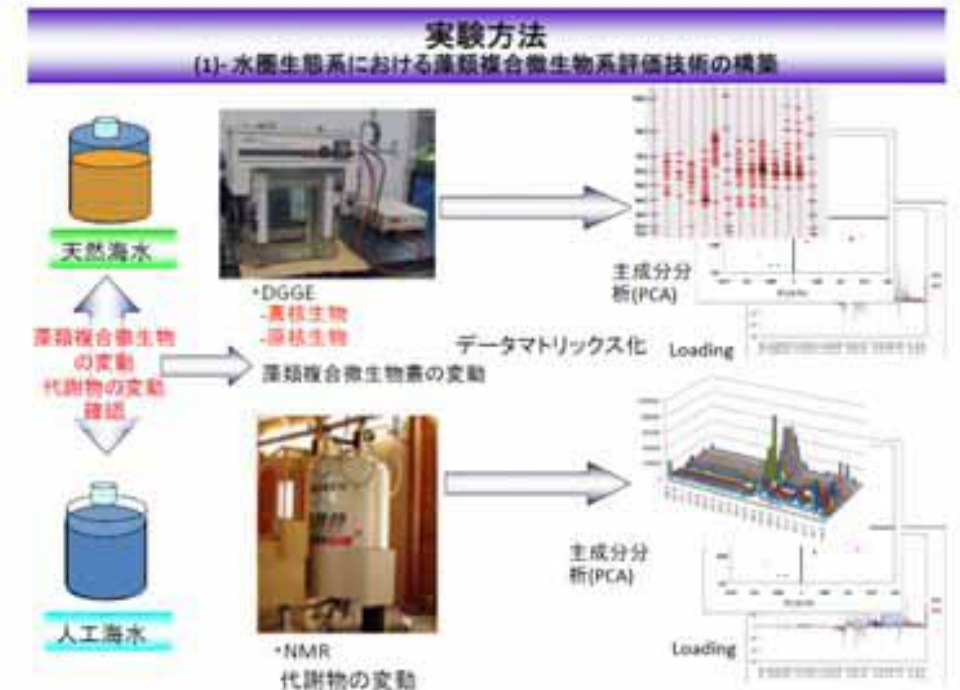 実験方法
(1)- 水圏生態系における藻類複合微生物系評価技術の構築
天然海水
藻類複合微生物
の変動
代謝物の変動
確認
人工海水
・DGGE
-真核生物
-原核生物
藻類複合微生物叢の変動
データマトリックス化
主成分分
析(PCA)
Loading
・NMR
代謝物の変動
主成分分
析(PCA)
Loading